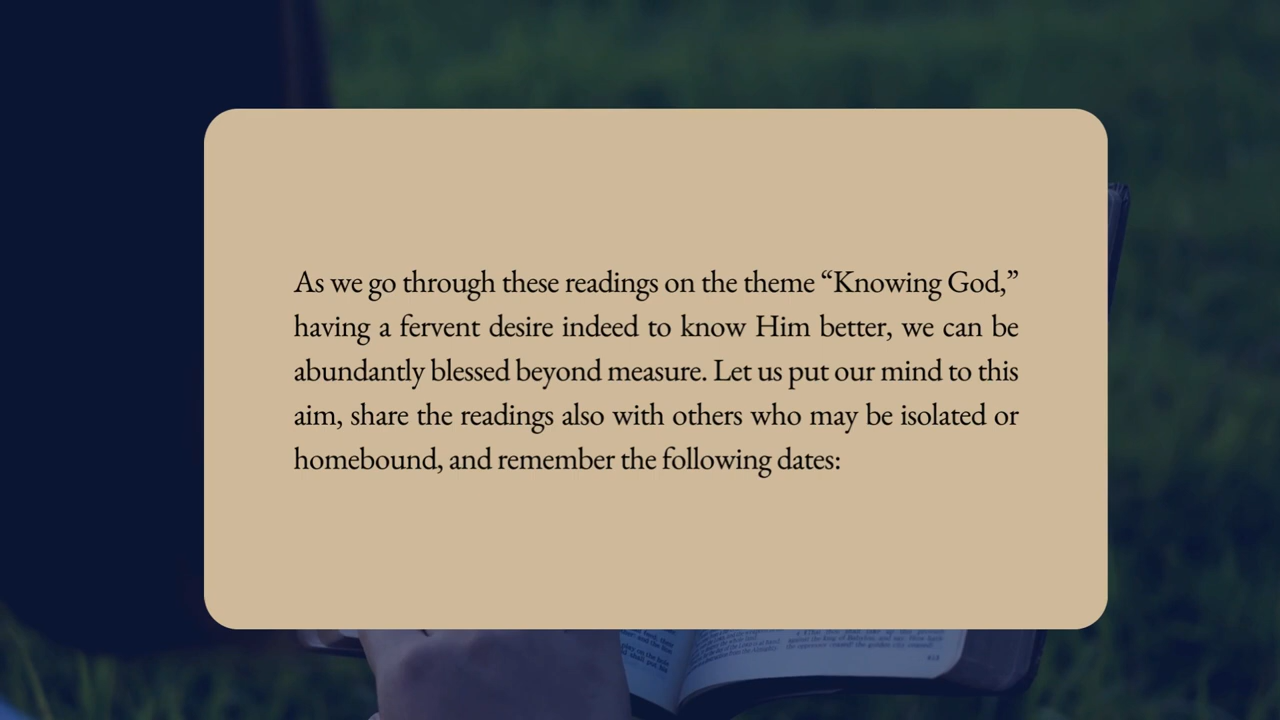 As we go through these readings on the theme “Knowing God,”
having a fervent desire indeed to know Him better, we can be
abundantly blessed beyond measure. Let us put our mind to this
aim, share the readings also with others who may be isolated or
homebound, and remember the following dates: